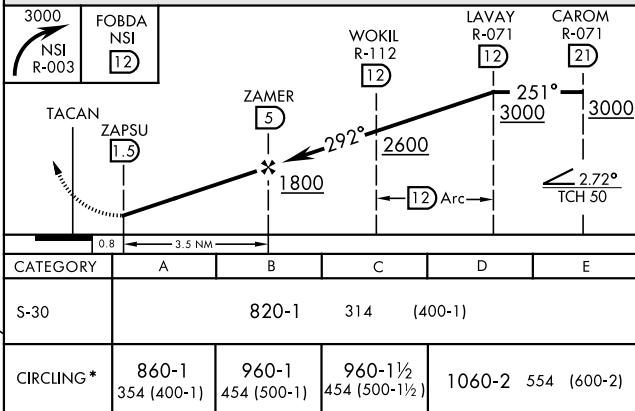 3000
NSI
R-003
FOBDA
NSI
12
TACAN
ZAPSU
1.5
ZAMER
5
WOKIL
R-112
12
LAVAY
R-071
12
CAROM
R-071
21
251°
3000
3000
292°
2600
1800
12 Arc
2.72°
TCH 50
0.8
3.5 NM
CATEGORY A B C D E
S-30 820-1 314 (400-1)
CIRCLING* 860-1 960-1 960-1½ 1060-2 554 (600-2)
354 (400-1) 454 (500-1) 454 (500-1½)